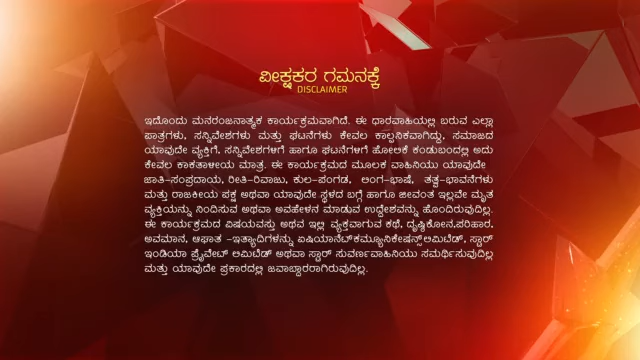 ವೀಕ್ಷಕರ ಗಮನಕ್ಕೆ
DISCLAIMER
ಇದೊಂದು ಮನರಂಜನಾತ್ಮಕ ಕಾರ್ಯಕ್ರಮವಾಗಿದೆ. ಈ ಧಾರವಾಹಿಯಲ್ಲಿ ಬರುವ ಎಲ್ಲಾ
ಪಾತ್ರಗಳು, ಸನ್ನಿವೇಶಗಳು ಮತ್ತು ಘಟನೆಗಳು ಕೇವಲ ಕಾಲ್ಪನಿಕವಾಗಿದ್ದು, ಸಮಾಜದ
ಯಾವುದೇ ವ್ಯಕ್ತಿಗೆ, ಸನ್ನಿವೇಶಗಳಿಗೆ ಹಾಗೂ ಘಟನೆಗಳಿಗೆ ಹೋಲಿಕೆ ಕಂಡುಬಂದಲ್ಲಿ ಅದು
ಕೇವಲ ಕಾಕತಾಳೀಯ ಮಾತ್ರ. ಈ ಕಾರ್ಯಕ್ರಮದ ಮೂಲಕ ವಾಹಿನಿಯು ಯಾವುದೇ
ಜಾತಿ-ಸಂಪ್ರದಾಯ, ರೀತಿ-ರಿವಾಜು, ಕುಲ-ಪಂಗಡ, ಲಿಂಗ-ಭಾಷೆ, ತತ್ವ-ಭಾವನೆಗಳು
ಮತ್ತು ರಾಜಕೀಯ ಪಕ್ಷ ಅಥವಾ ಯಾವುದೇ ಸ್ಥಳದ ಬಗ್ಗೆ ಹಾಗೂ ಜೀವಂತ ಇಲ್ಲವೇ ಮೃತ
ವ್ಯಕ್ತಿಯನ್ನು ನಿಂದಿಸುವ ಅಥವಾ ಅವಹೇಳನ ಮಾಡುವ ಉದ್ದೇಶವನ್ನು ಹೊಂದಿರುವುದಿಲ್ಲ.
ಈ ಕಾರ್ಯಕ್ರಮದ ವಿಷಯವಸ್ತು ಅಥವ ಇಲ್ಲಿ ವ್ಯಕ್ತವಾಗುವ ಕಥೆ, ದೃಷ್ಠಿಕೋನ,ಪರಿಹಾರ,
ಅವಮಾನ, ಆಘಾತ -ಇತ್ಯಾದಿಗಳನ್ನು ಏಷಿಯಾನೆಟ್‌ಕಮ್ಯೂನಿಕೇಷನ್ಸ್‌ಲಿಮಿಟೆಡ್, ಸ್ಟಾರ್
ಇಂಡಿಯಾ ಪ್ರೈವೇಟ್ ಲಿಮಿಟೆಡ್ ಅಥವಾ ಸ್ಟಾರ್ ಸುವರ್ಣವಾಹಿನಿಯು ಸಮರ್ಥಿಸುವುದಿಲ್ಲ
ಮತ್ತು ಯಾವುದೇ ಪ್ರಕಾರದಲ್ಲಿ ಜವಾಬ್ದಾರರಾಗಿರುವುದಿಲ್ಲ.